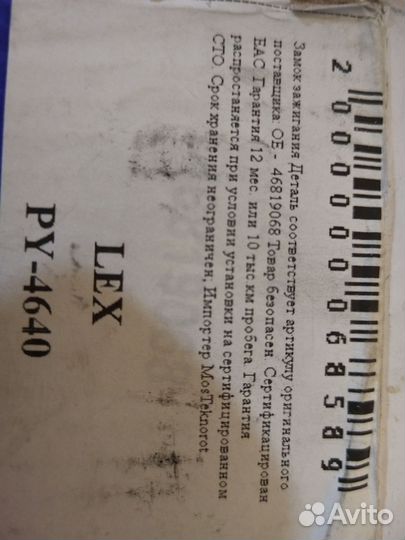 2000000068589
Замок зажигания Деталь соответствует артикулу оригинального
поставщика. OE - 46819068 Товар безопасен. Сертифицирован
ЕАС Гарантия 12 мес. или 10 тыс км пробега. Гарантия
распростаняется при условии установки на сертифицированном
СТО. Срок хранения неограничен, Импортер MosTeknorot
LEX
PY-4640
Avito